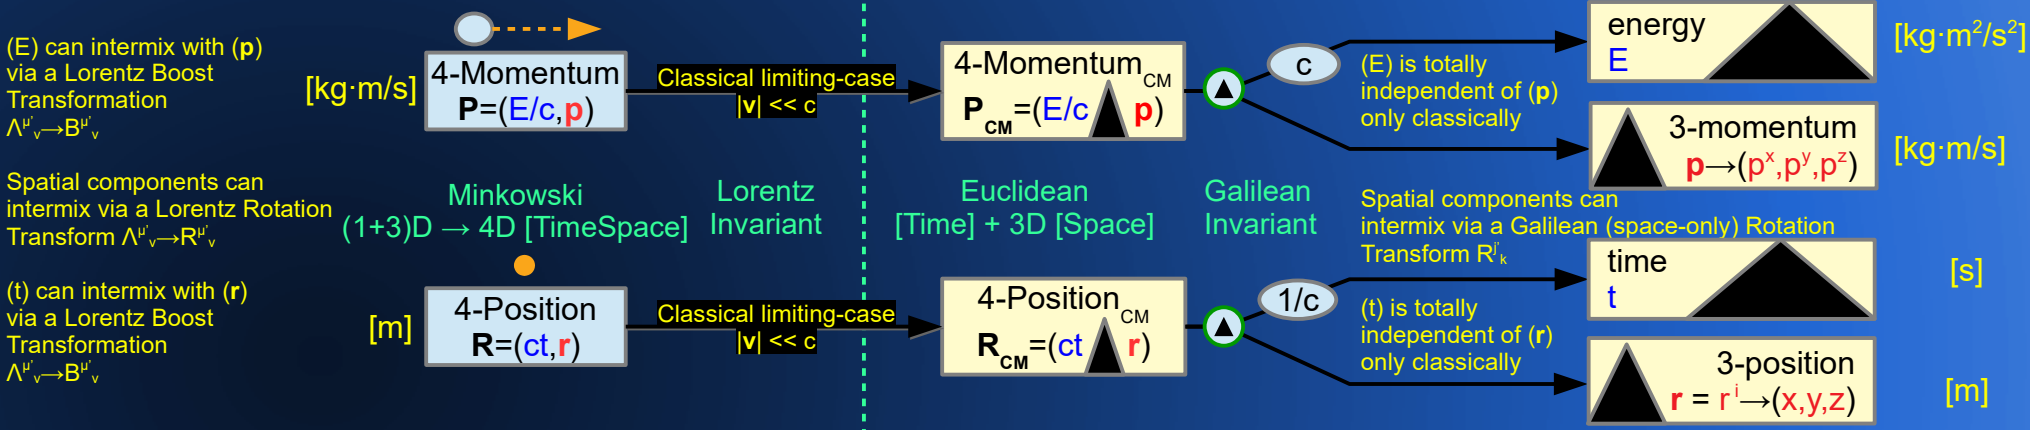 (E) can intermix with (p)
via a Lorentz Boost
Transformation
Λμ'ν→Bμ'ν
Spatial components can
intermix via a Lorentz Rotation
Transform Λμ'ν→Rμ'ν
(t) can intermix with (r)
via a Lorentz Boost
Transformation
Λμ'ν→Bμ'ν
[kg·m/s]
4-Momentum
P=(E/c,p)
Classical limiting-case
|v| << c
4-MomentumCM
PCM=(E/c p)
c
(E) is totally
independent of (p)
only classically
energy
E
[kg·m²/s²]
3-momentum
p→(pˣ,pʸ,pᶻ)
[kg·m/s]
Minkowski
(1+3)D → 4D [TimeSpace]
Lorentz
Invariant
Euclidean
[Time] + 3D [Space]
Galilean
Invariant
Spatial components can
intermix via a Galilean (space-only) Rotation
Transform Rj'k
[m]
4-Position
R=(ct,r)
Classical limiting-case
|v| << c
4-PositionCM
RCM=(ct r)
1/c
(t) is totally
independent of (r)
only classically
time
t
[s]
3-position
r = rⁱ→(x,y,z)
[m]